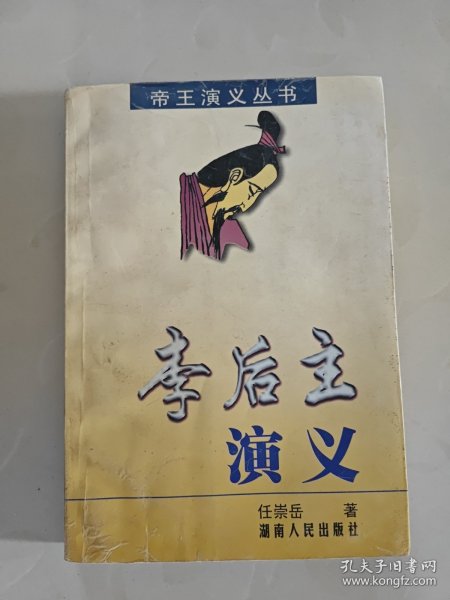 帝王演义丛书
李后主
演义
任崇岳 著
湖南人民出版社
孔夫子旧书网
www.kongfz.com